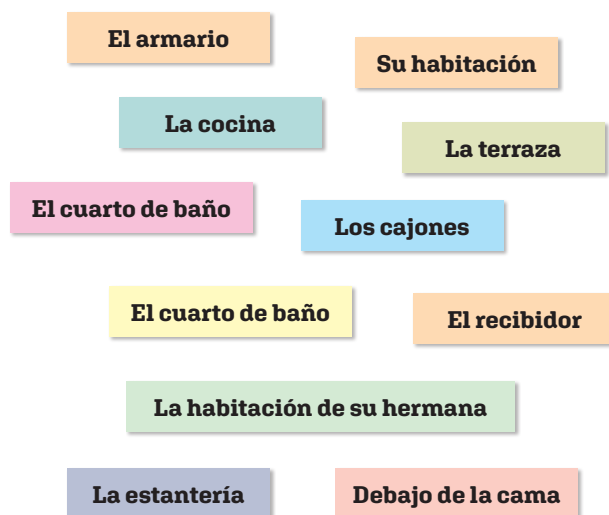 El armario
Su habitación
La cocina
La terraza
El cuarto de baño
Los cajones
El cuarto de baño
El recibidor
La habitación de su hermana
La estantería
Debajo de la cama